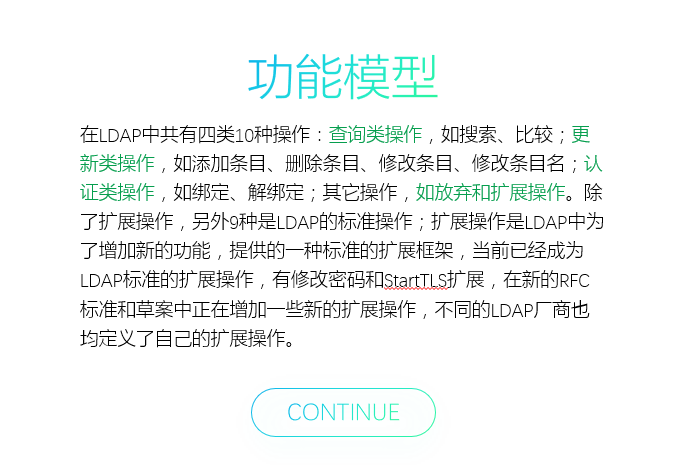 功能模型
在LDAP中共有四类10种操作：查询类操作，如搜索、比较；更
新类操作，如添加条目、删除条目、修改条目、修改条目名；认
证类操作，如绑定、解绑定；其它操作，如放弃和扩展操作。除
了扩展操作，另外9种是LDAP的标准操作；扩展操作是LDAP中为
了增加新的功能，提供的一种标准的扩展框架，当前已经成为
LDAP标准的扩展操作，有修改密码和StartTLS扩展，在新的RFC
标准和草案中正在增加一些新的扩展操作，不同的LDAP厂商也
均定义了自己的扩展操作。
CONTINUE